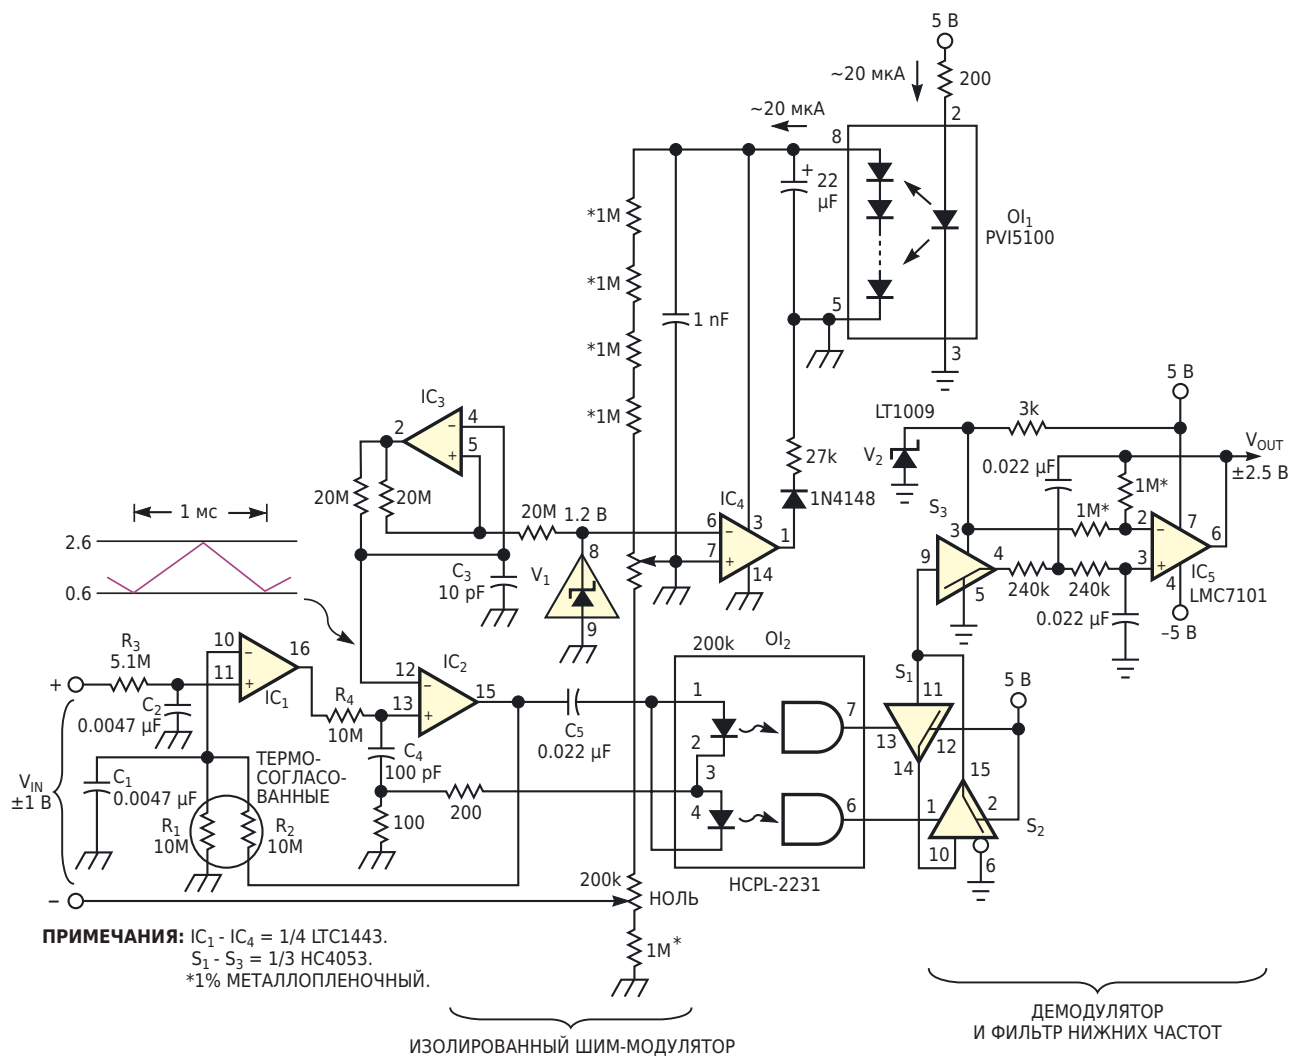 5 В
~20 мкА
200
2
~20 мкА
8
+
22
µF
*1M
OI1
PVI5100
*1M
5
1 nF
*1M
3
*1M
5 В
IC3
LT1009
3k
2
4
–
5
+
V2
VOUT
±2.5 В
0.022 µF
27k
20M
20M
1N4148
1M*
IC4
S3
1 мс
20M
1.2 В
6
–
3
1
3
1M*
2
–
7
6
2.6
8
7
+
9
4
3
+
C3
10 pF
V1
14
5
240k
240k
IC5
LMC7101
4
0.6
0.022 µF
–5 В
9
R3
5.1M
10
–
16
200k
OI2
IC2
12
–
S1
+
11
+
IC1
R4
10M
13
+
15
1
7
11
5 В
C2
0.0047 µF
C5
0.022 µF
2
13
12
C4
100 pF
3
14
15
ТЕРМО-
СОГЛАСО-
ВАННЫЕ
VIN
±1 В
C1
0.0047 µF
4
6
1
2
200
S2
R1
10M
R2
10M
100
10
6
200k
НОЛЬ
HCPL-2231
–
ПРИМЕЧАНИЯ: IC1 - IC4 = 1/4 LTC1443.
S1 - S3 = 1/3 HC4053.
*1% МЕТАЛЛОПЛЕНОЧНЫЙ.
1M*
ДЕМОДУЛЯТОР
И ФИЛЬТР НИЖНИХ ЧАСТОТ
ИЗОЛИРОВАННЫЙ ШИМ-МОДУЛЯТОР